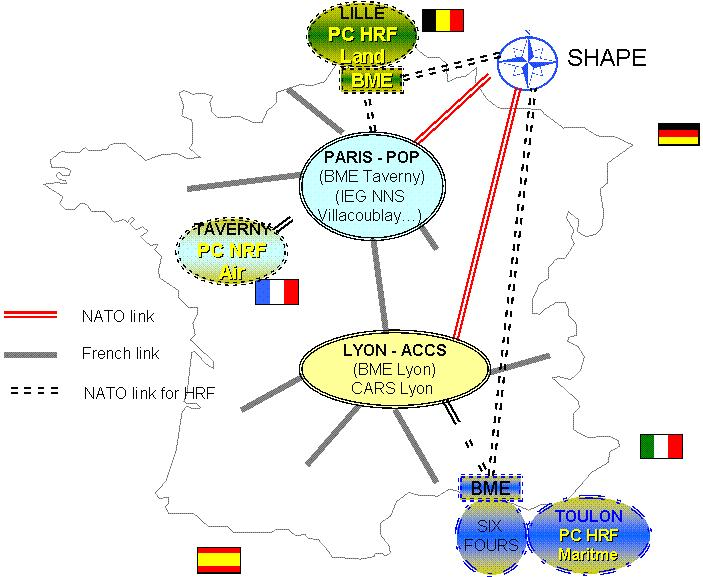 LILLE
PC HRF
Land
BME
SHAPE
PARIS - POP
(BME Taverny)
(IEG NNS
Villacoublay...)
TAVERNY
PC NRF
Air
NATO link
French link
NATO link for HRF
LYON - ACCS
(BME Lyon)
CARS Lyon
BME
SIX
FOURS
TOULON
PC HRF
Maritme